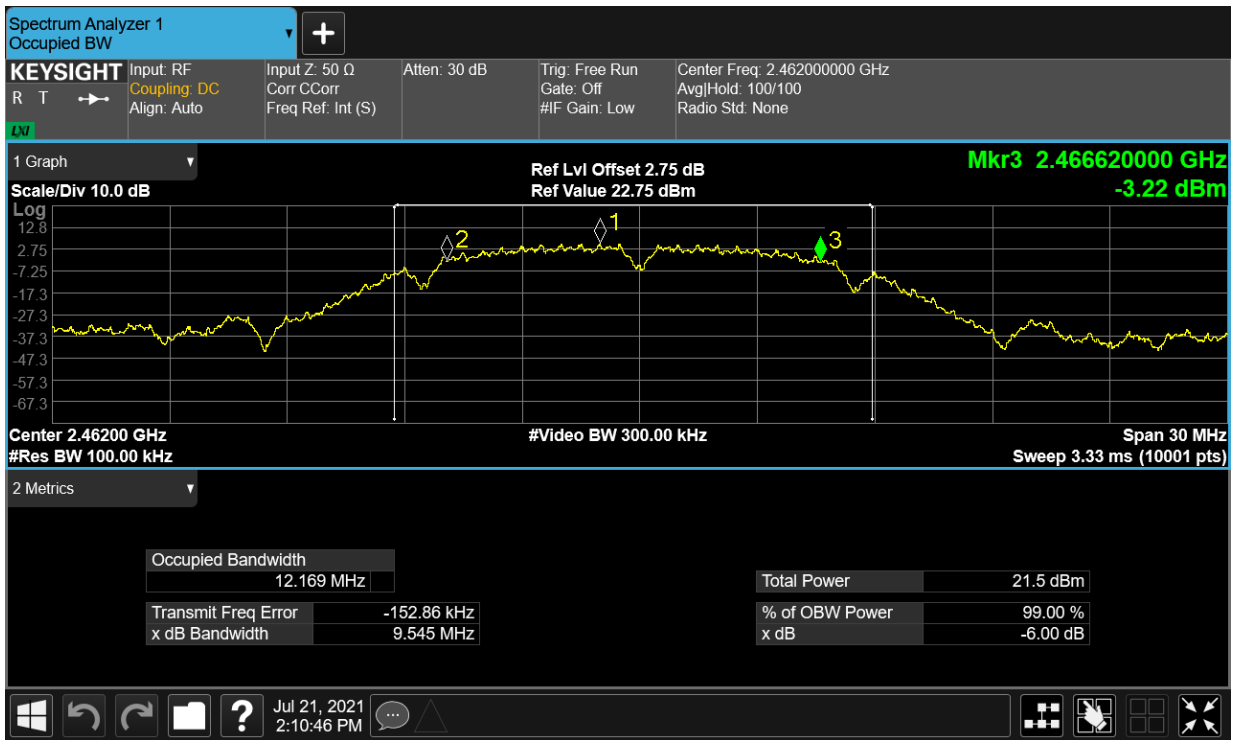 Spectrum Analyzer 1
Occupied BW
+
KEYSIGHT
R T
LXI
Input: RF
Coupling: DC
Align: Auto
Input Z: 50 Ω
Corr CCorr
Freq Ref: Int (S)
Atten: 30 dB
Trig: Free Run
Gate: Off
#IF Gain: Low
Center Freq: 2.462000000 GHz
Avg|Hold: 100/100
Radio Std: None
1 Graph
Scale/Div 10.0 dB
Ref Lvl Offset 2.75 dB
Ref Value 22.75 dBm
Mkr3 2.466620000 GHz
-3.22 dBm
Log
12.8
2.75
-7.25
-17.3
-27.3
-37.3
-47.3
-57.3
-67.3
1
2
3
Center 2.46200 GHz
#Video BW 300.00 kHz
Span 30 MHz
#Res BW 100.00 kHz
Sweep 3.33 ms (10001 pts)
2 Metrics
Occupied Bandwidth
12.169 MHz
Transmit Freq Error -152.86 kHz
x dB Bandwidth 9.545 MHz
Total Power 21.5 dBm
% of OBW Power 99.00 %
x dB -6.00 dB
?
Jul 21, 2021
2:10:46 PM